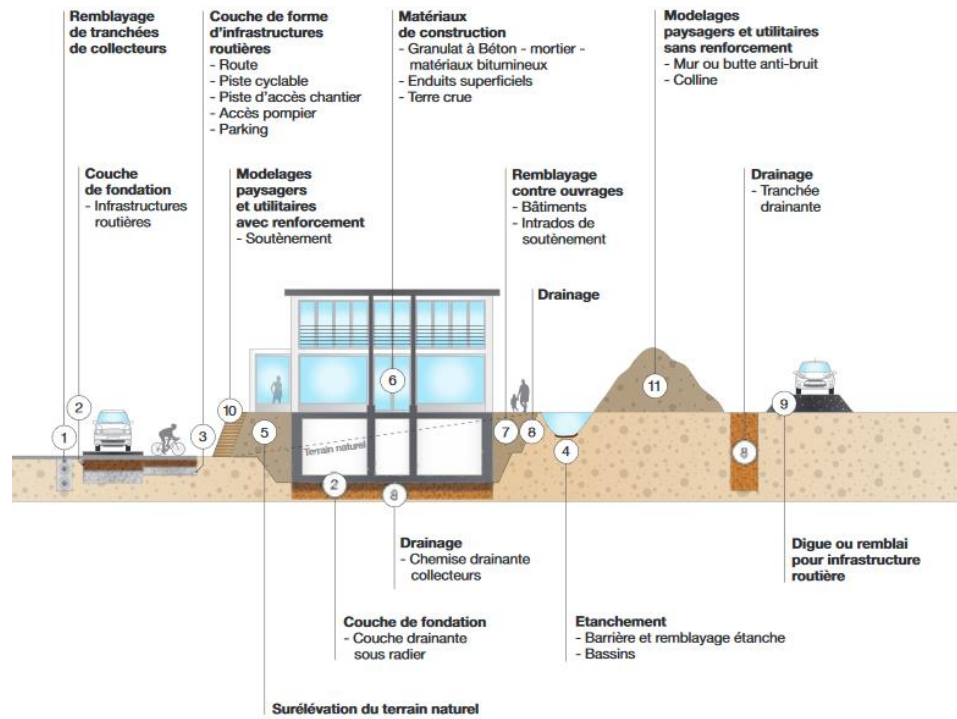 Remblayage
de tranchées
de collecteurs
Couche de forme
d'infrastructures
routières
- Route
- Piste cyclable
- Piste d'accès chantier
- Accès pompier
- Parking
Matériaux
de construction
- Granulat à Béton - mortier -
matériaux bitumineux
- Enduits superficiels
- Terre crue
Modelages
paysagers et utilitaires
sans renforcement
- Mur ou butte anti-bruit
- Colline
Couche
de fondation
- Infrastructures
routières
Modelages
paysagers
et utilitaires
avec renforcement
- Soutènement
Remblayage
contre ouvrages
- Bâtiments
- Intrados de
soutènement
Drainage
- Tranchée
drainante
Drainage
6
11
9
2
10
1
3
5
7
8
4
8
Terrain naturel
2
8
Drainage
- Chemise drainante
collecteurs
Digue ou remblai
pour infrastructure
routière
Couche de fondation
- Couche drainante
sous radier
Etanchement
- Barrière et remblayage étanche
- Bassins
Surélévation du terrain naturel